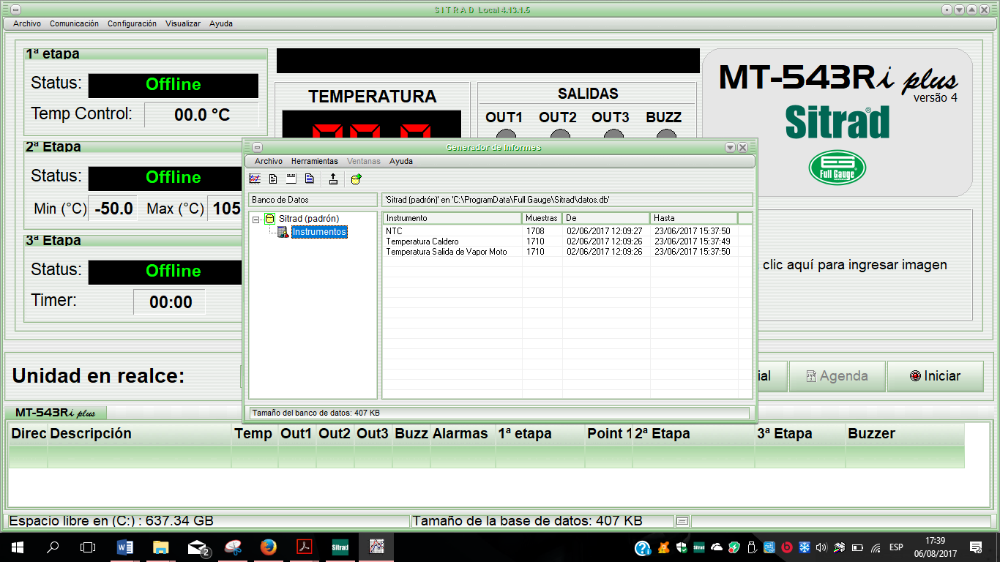 SITRAD Local 4.13.1.5
Archivo Comunicación Configuración Visualizar Ayuda
1ª etapa
Status: Offline
Temp Control: 00.0 °C
2ª Etapa
Status: Offline
Min (°C) -50.0 Max (°C) 105
3ª Etapa
Status: Offline
Timer: 00:00
TEMPERATURA
SALIDAS
OUT1 OUT2 OUT3 BUZZ
MT-543Ri plus
versão 4
Sitrad®
Full Gauge
clic aquí para ingresar imagen
Generador de Informes
Archivo Herramientas Ventanas Ayuda
Banco de Datos
'Sitrad (padrón)' en 'C:\ProgramData\Full Gauge\Sitrad\datos.db'
Sitrad (padrón)
Instrumentos
Instrumento Muestras De Hasta
NTC 1708 02/06/2017 12:09:27 23/06/2017 15:37:50
Temperatura Caldero 1710 02/06/2017 12:09:26 23/06/2017 15:37:49
Temperatura Salida de Vapor Moto 1710 02/06/2017 12:09:26 23/06/2017 15:37:50
Tamaño del banco de datos: 407 KB
Unidad en realce:
ial Agenda Iniciar
MT-543Ri plus
Direc Descripción Temp Out1 Out2 Out3 Buzz Alarmas 1ª etapa Point 1 2ª Etapa 3ª Etapa Buzzer
Espacio libre en (C:) : 637.34 GB Tamaño de la base de datos: 407 KB
2 Sitrad Sitrad ESP 17:39
06/08/2017